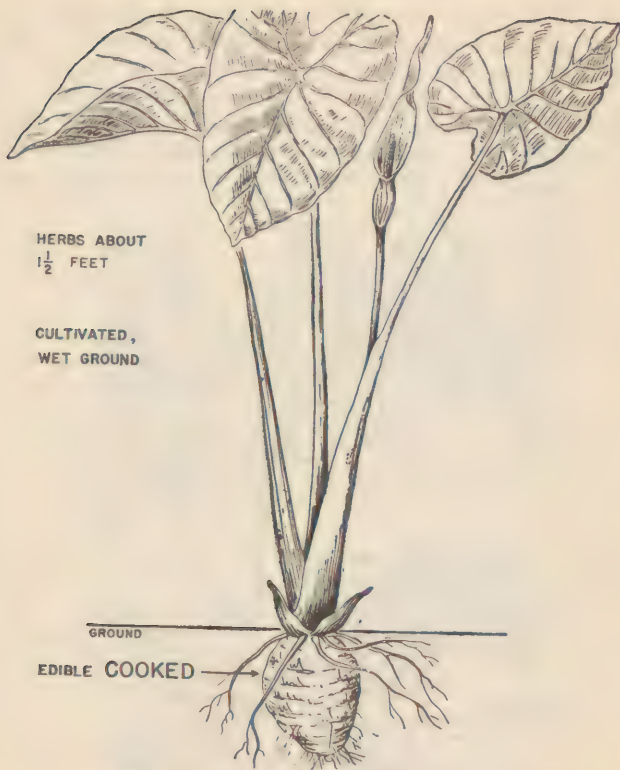 HERBS ABOUT
1½ FEET
CULTIVATED,
WET GROUND
GROUND
EDIBLE COOKED